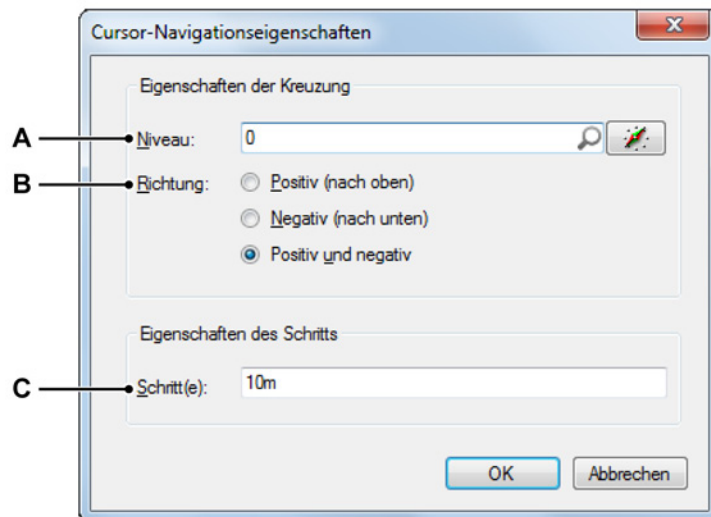 Cursor-Navigationseigenschaften
Eigenschaften der Kreuzung
A Niveau: 0
B Richtung: Positiv (nach oben)
Negativ (nach unten)
Positiv und negativ
Eigenschaften des Schritts
C Schritt(e): 10m
OK Abbrechen